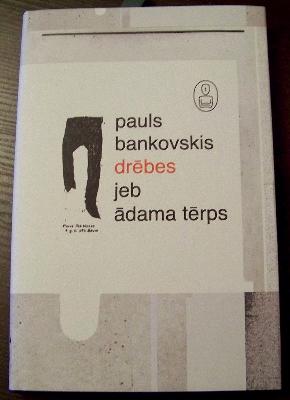 pauls
bankovskis
drēbes
jeb
ādama tērps